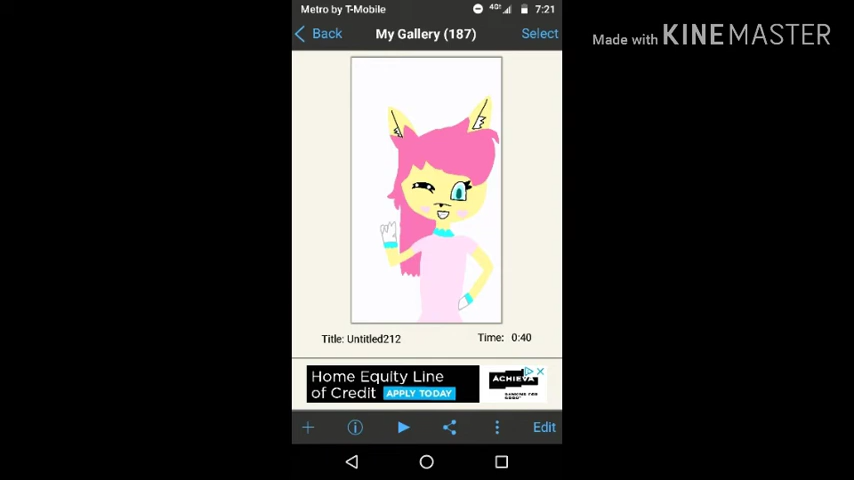 Metro by T-Mobile 4G 7:21
Back My Gallery (187) Select
Made with KINEMASTER
Title: Untitled212 Time: 0:40
Home Equity Line
of Credit APPLY TODAY
ACHIEVA
Edit